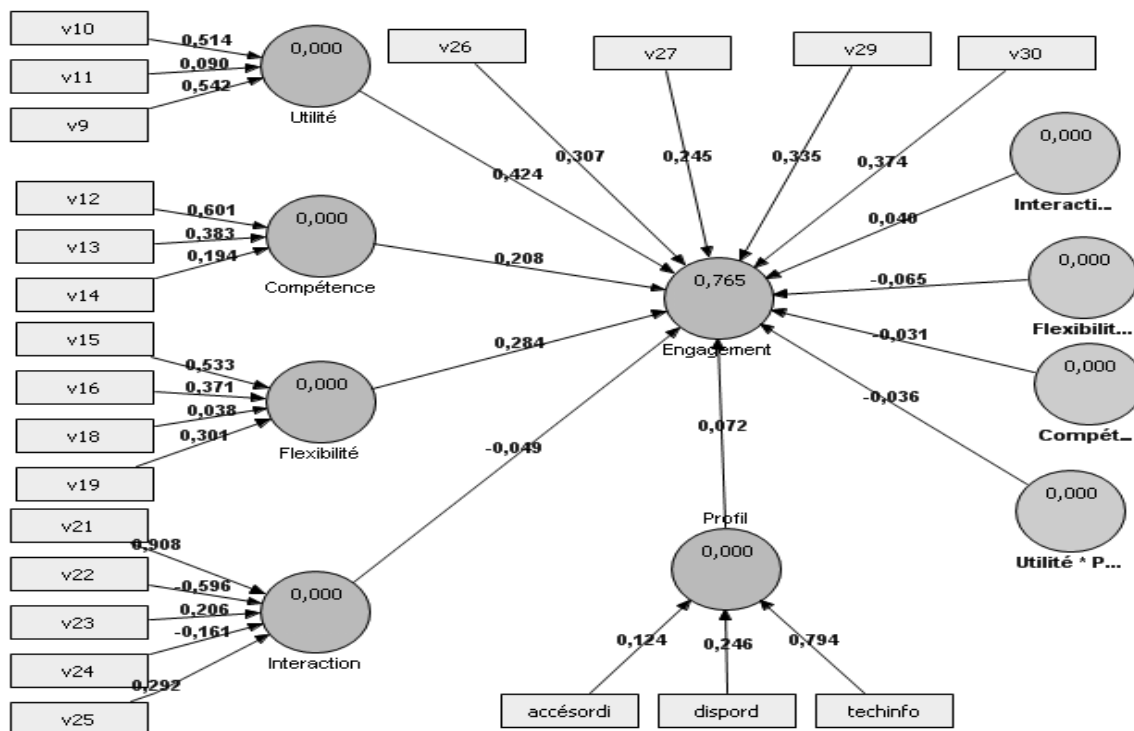 v10
0,514
v11
0,090
v9
0,542
0,000
Utilité
v26
v27
v29
v30
0,307
0,245
0,335
0,374
0,424
0,000
Interacti...
0,040
v12
0,601
v13
0,383
v14
0,194
0,000
Compétence
0,208
0,765
Engagement
0,000
Flexibilit...
-0,065
0,000
Compét...
-0,031
v15
0,533
v16
0,371
v18
0,038
v19
0,301
0,000
Flexibilité
0,284
0,000
Utilité * P...
-0,036
v21
0,908
v22
-0,596
v23
0,206
v24
-0,161
v25
0,292
0,000
Interaction
-0,049
0,072
Profil
0,000
0,124
0,246
0,794
accésordi
dispord
techinfo